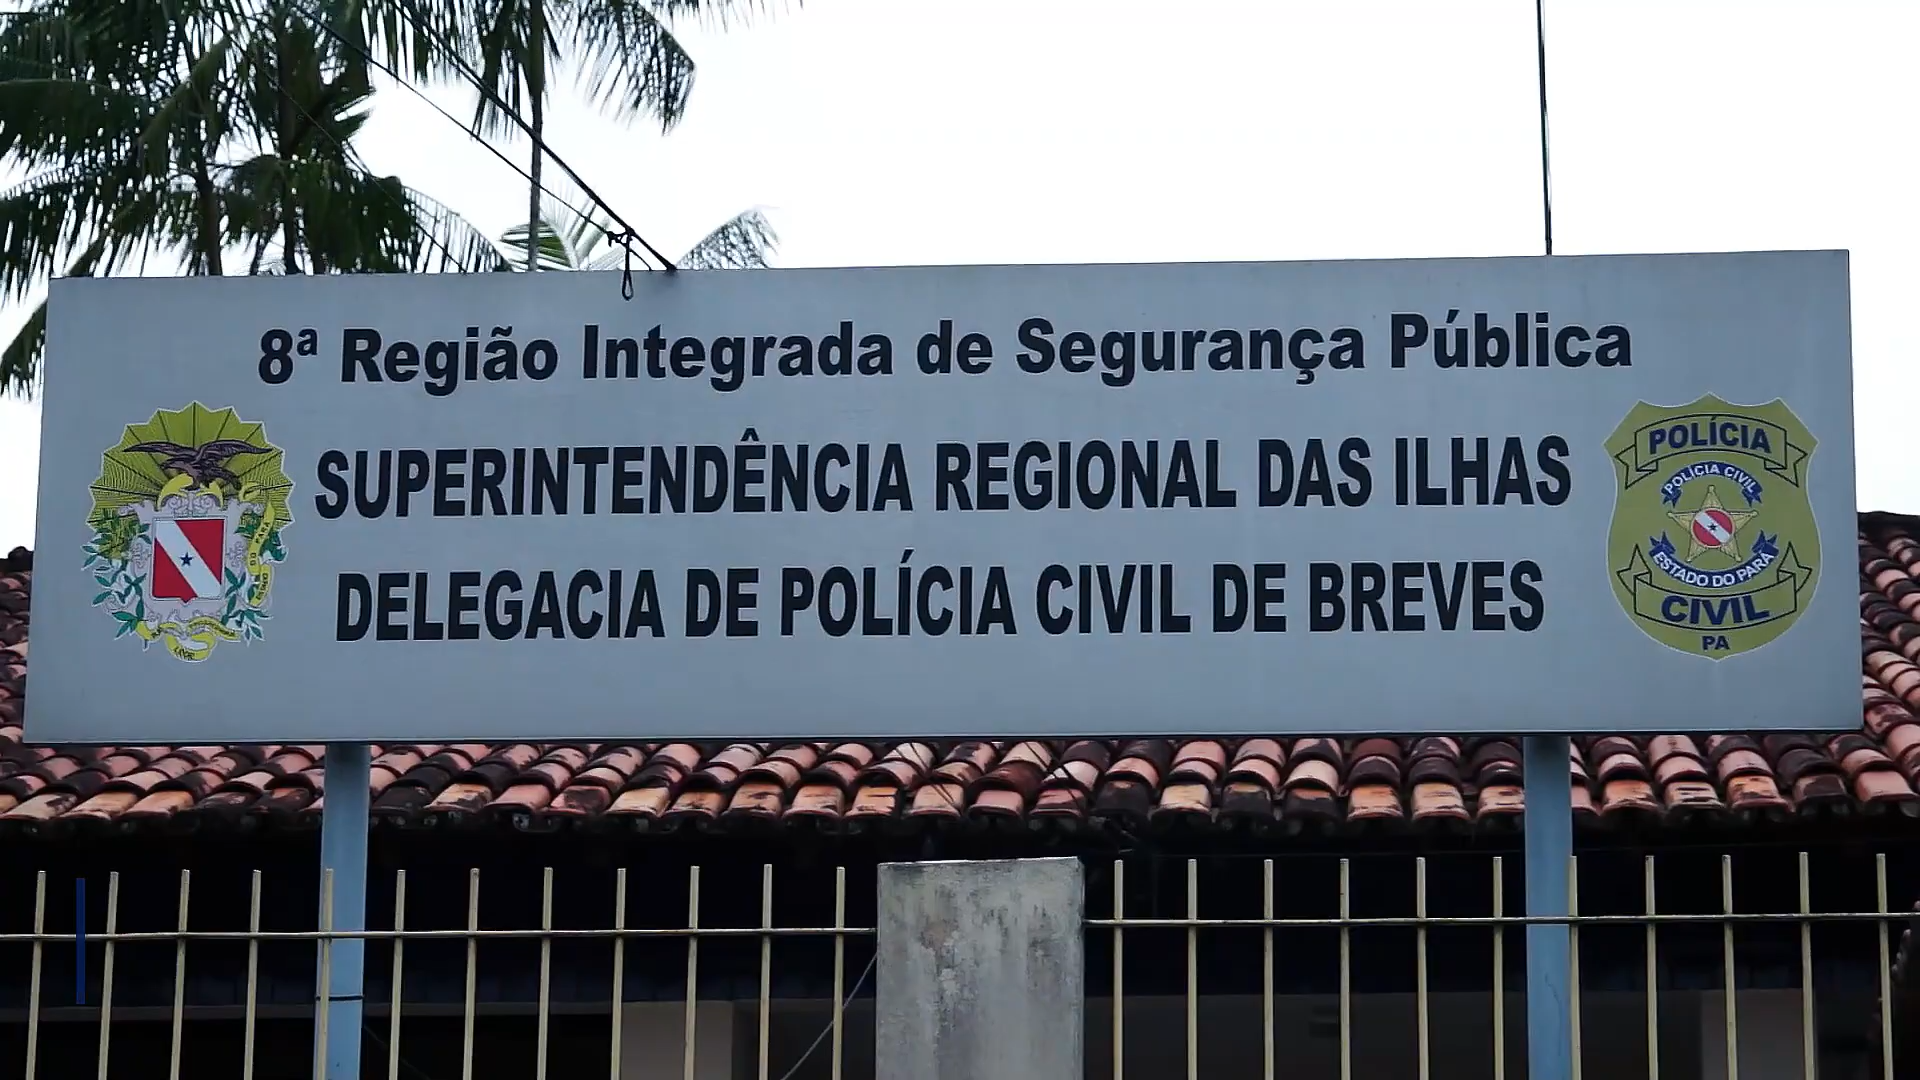 8ª Região Integrada de Segurança Pública
SUPERINTENDÊNCIA REGIONAL DAS ILHAS
DELEGACIA DE POLÍCIA CIVIL DE BREVES
POLÍCIA
POLÍCIA CIVIL
ESTADO DO PARÁ
CIVIL
PA